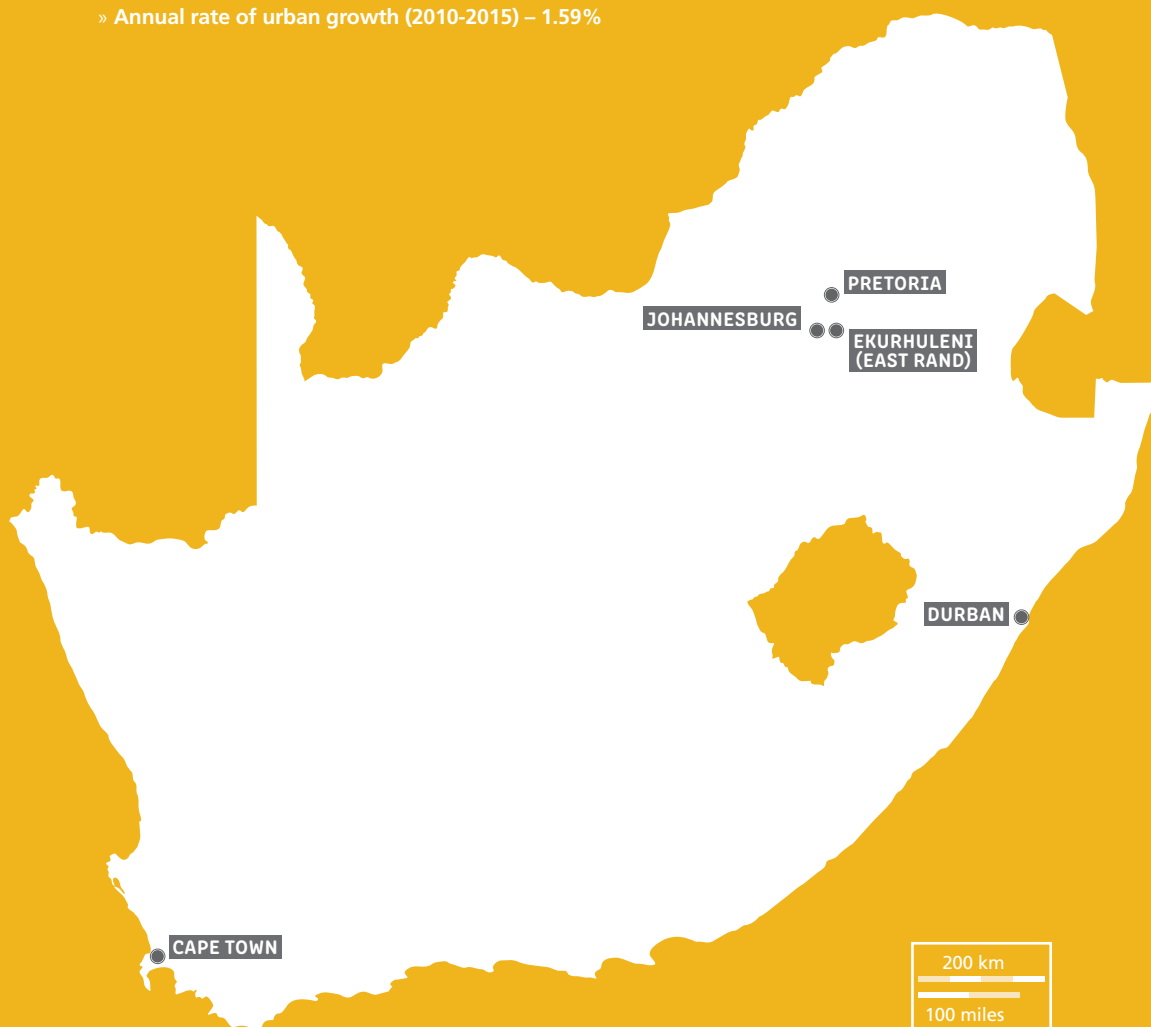 » Annual rate of urban growth (2010-2015) – 1.59%
PRETORIA
JOHANNESBURG
EKURHULENI
(EAST RAND)
DURBAN
CAPE TOWN
200 km
100 miles